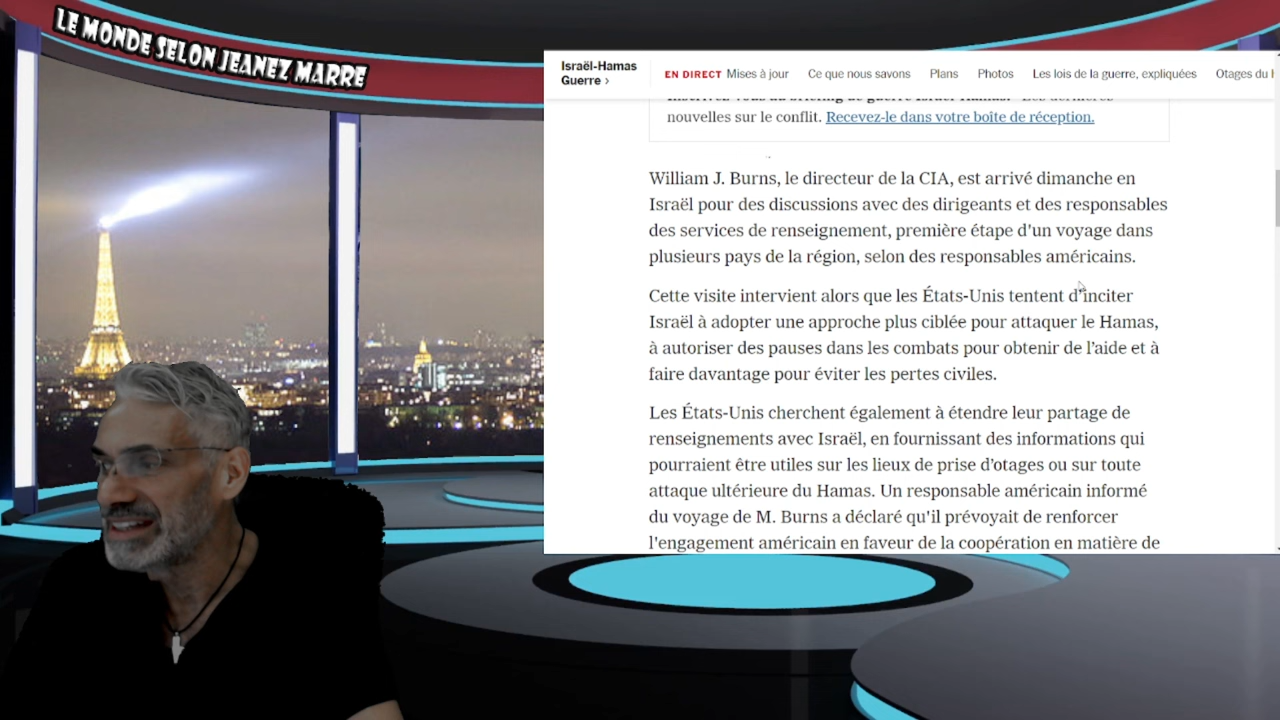 LE MONDE SELON JEANEZ MARRE
Israël-Hamas
Guerre ›
EN DIRECT Mises à jour Ce que nous savons Plans Photos Les lois de la guerre, expliquées Otages du
nouvelles sur le conflit. Recevez-le dans votre boîte de réception.
William J. Burns, le directeur de la CIA, est arrivé dimanche en
Israël pour des discussions avec des dirigeants et des responsables
des services de renseignement, première étape d'un voyage dans
plusieurs pays de la région, selon des responsables américains.
Cette visite intervient alors que les États-Unis tentent d'inciter
Israël à adopter une approche plus ciblée pour attaquer le Hamas,
à autoriser des pauses dans les combats pour obtenir de l’aide et à
faire davantage pour éviter les pertes civiles.
Les États-Unis cherchent également à étendre leur partage de
renseignements avec Israël, en fournissant des informations qui
pourraient être utiles sur les lieux de prise d’otages ou sur toute
attaque ultérieure du Hamas. Un responsable américain informé
du voyage de M. Burns a déclaré qu'il prévoyait de renforcer
l'engagement américain en faveur de la coopération en matière de